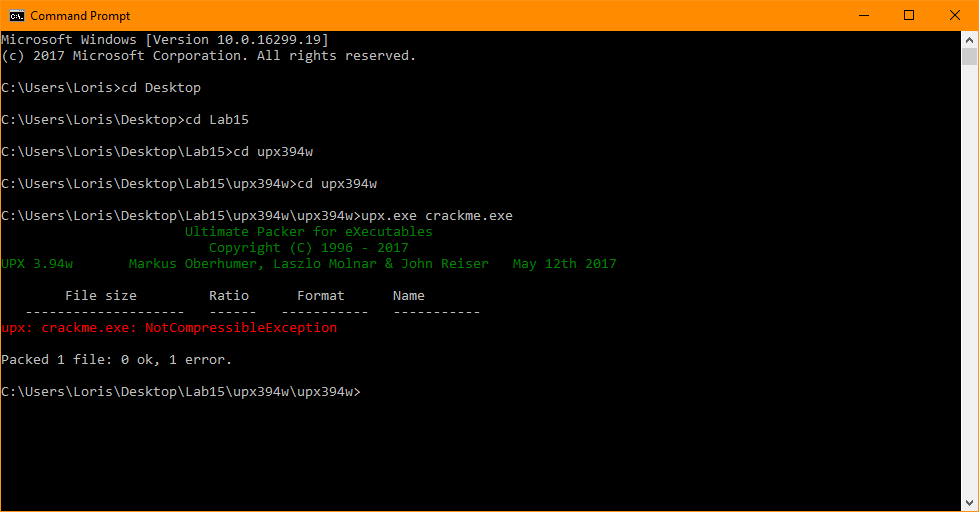 Command Prompt
Microsoft Windows [Version 10.0.16299.19]
(c) 2017 Microsoft Corporation. All rights reserved.
C:\Users\Loris>cd Desktop
C:\Users\Loris\Desktop>cd Lab15
C:\Users\Loris\Desktop\Lab15>cd upx394w
C:\Users\Loris\Desktop\Lab15\upx394w>cd upx394w
C:\Users\Loris\Desktop\Lab15\upx394w\upx394w>upx.exe crackme.exe
Ultimate Packer for eXecutables
Copyright (C) 1996 - 2017
UPX 3.94w       Markus Oberhumer, Laszlo Molnar & John Reiser   May 12th 2017
File size         Ratio      Format      Name
--------------------   ------   -----------   -----------
upx: crackme.exe: NotCompressibleException
Packed 1 file: 0 ok, 1 error.
C:\Users\Loris\Desktop\Lab15\upx394w\upx394w>